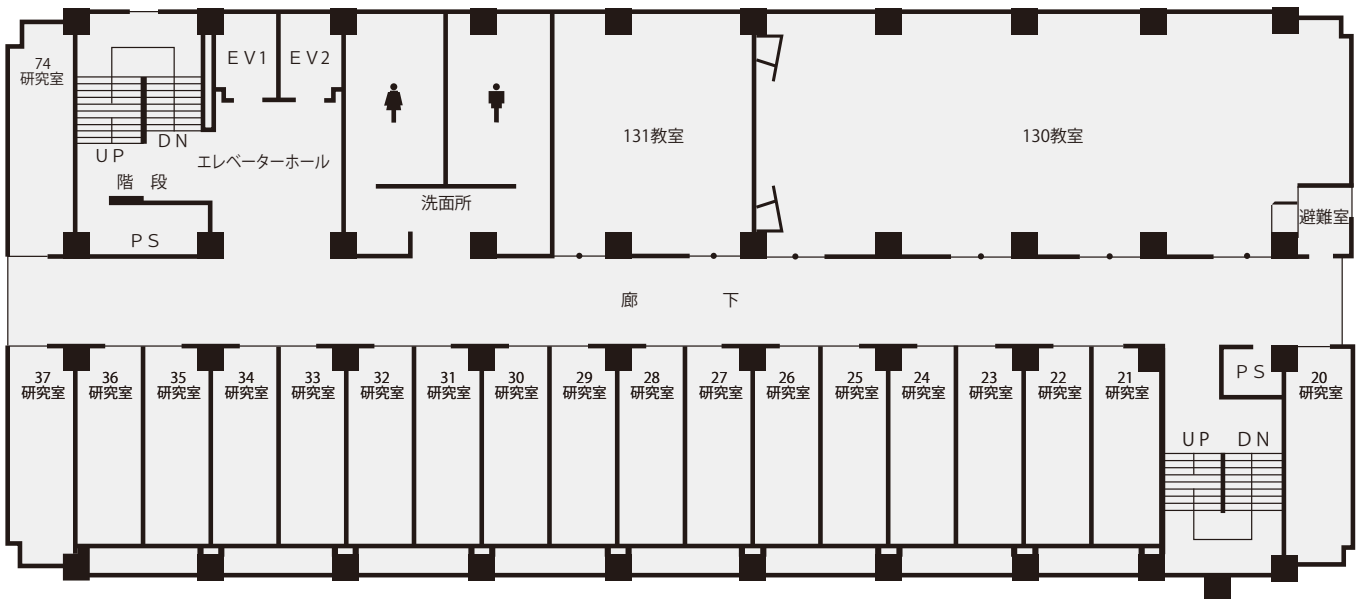 74
研究室
EV1
EV2
UP
DN
エレベーターホール
階 段
PS
洗面所
131教室
130教室
避難室
廊 下
37
研究室
36
研究室
35
研究室
34
研究室
33
研究室
32
研究室
31
研究室
30
研究室
29
研究室
28
研究室
27
研究室
26
研究室
25
研究室
24
研究室
23
研究室
22
研究室
21
研究室
PS
20
研究室
UP
DN